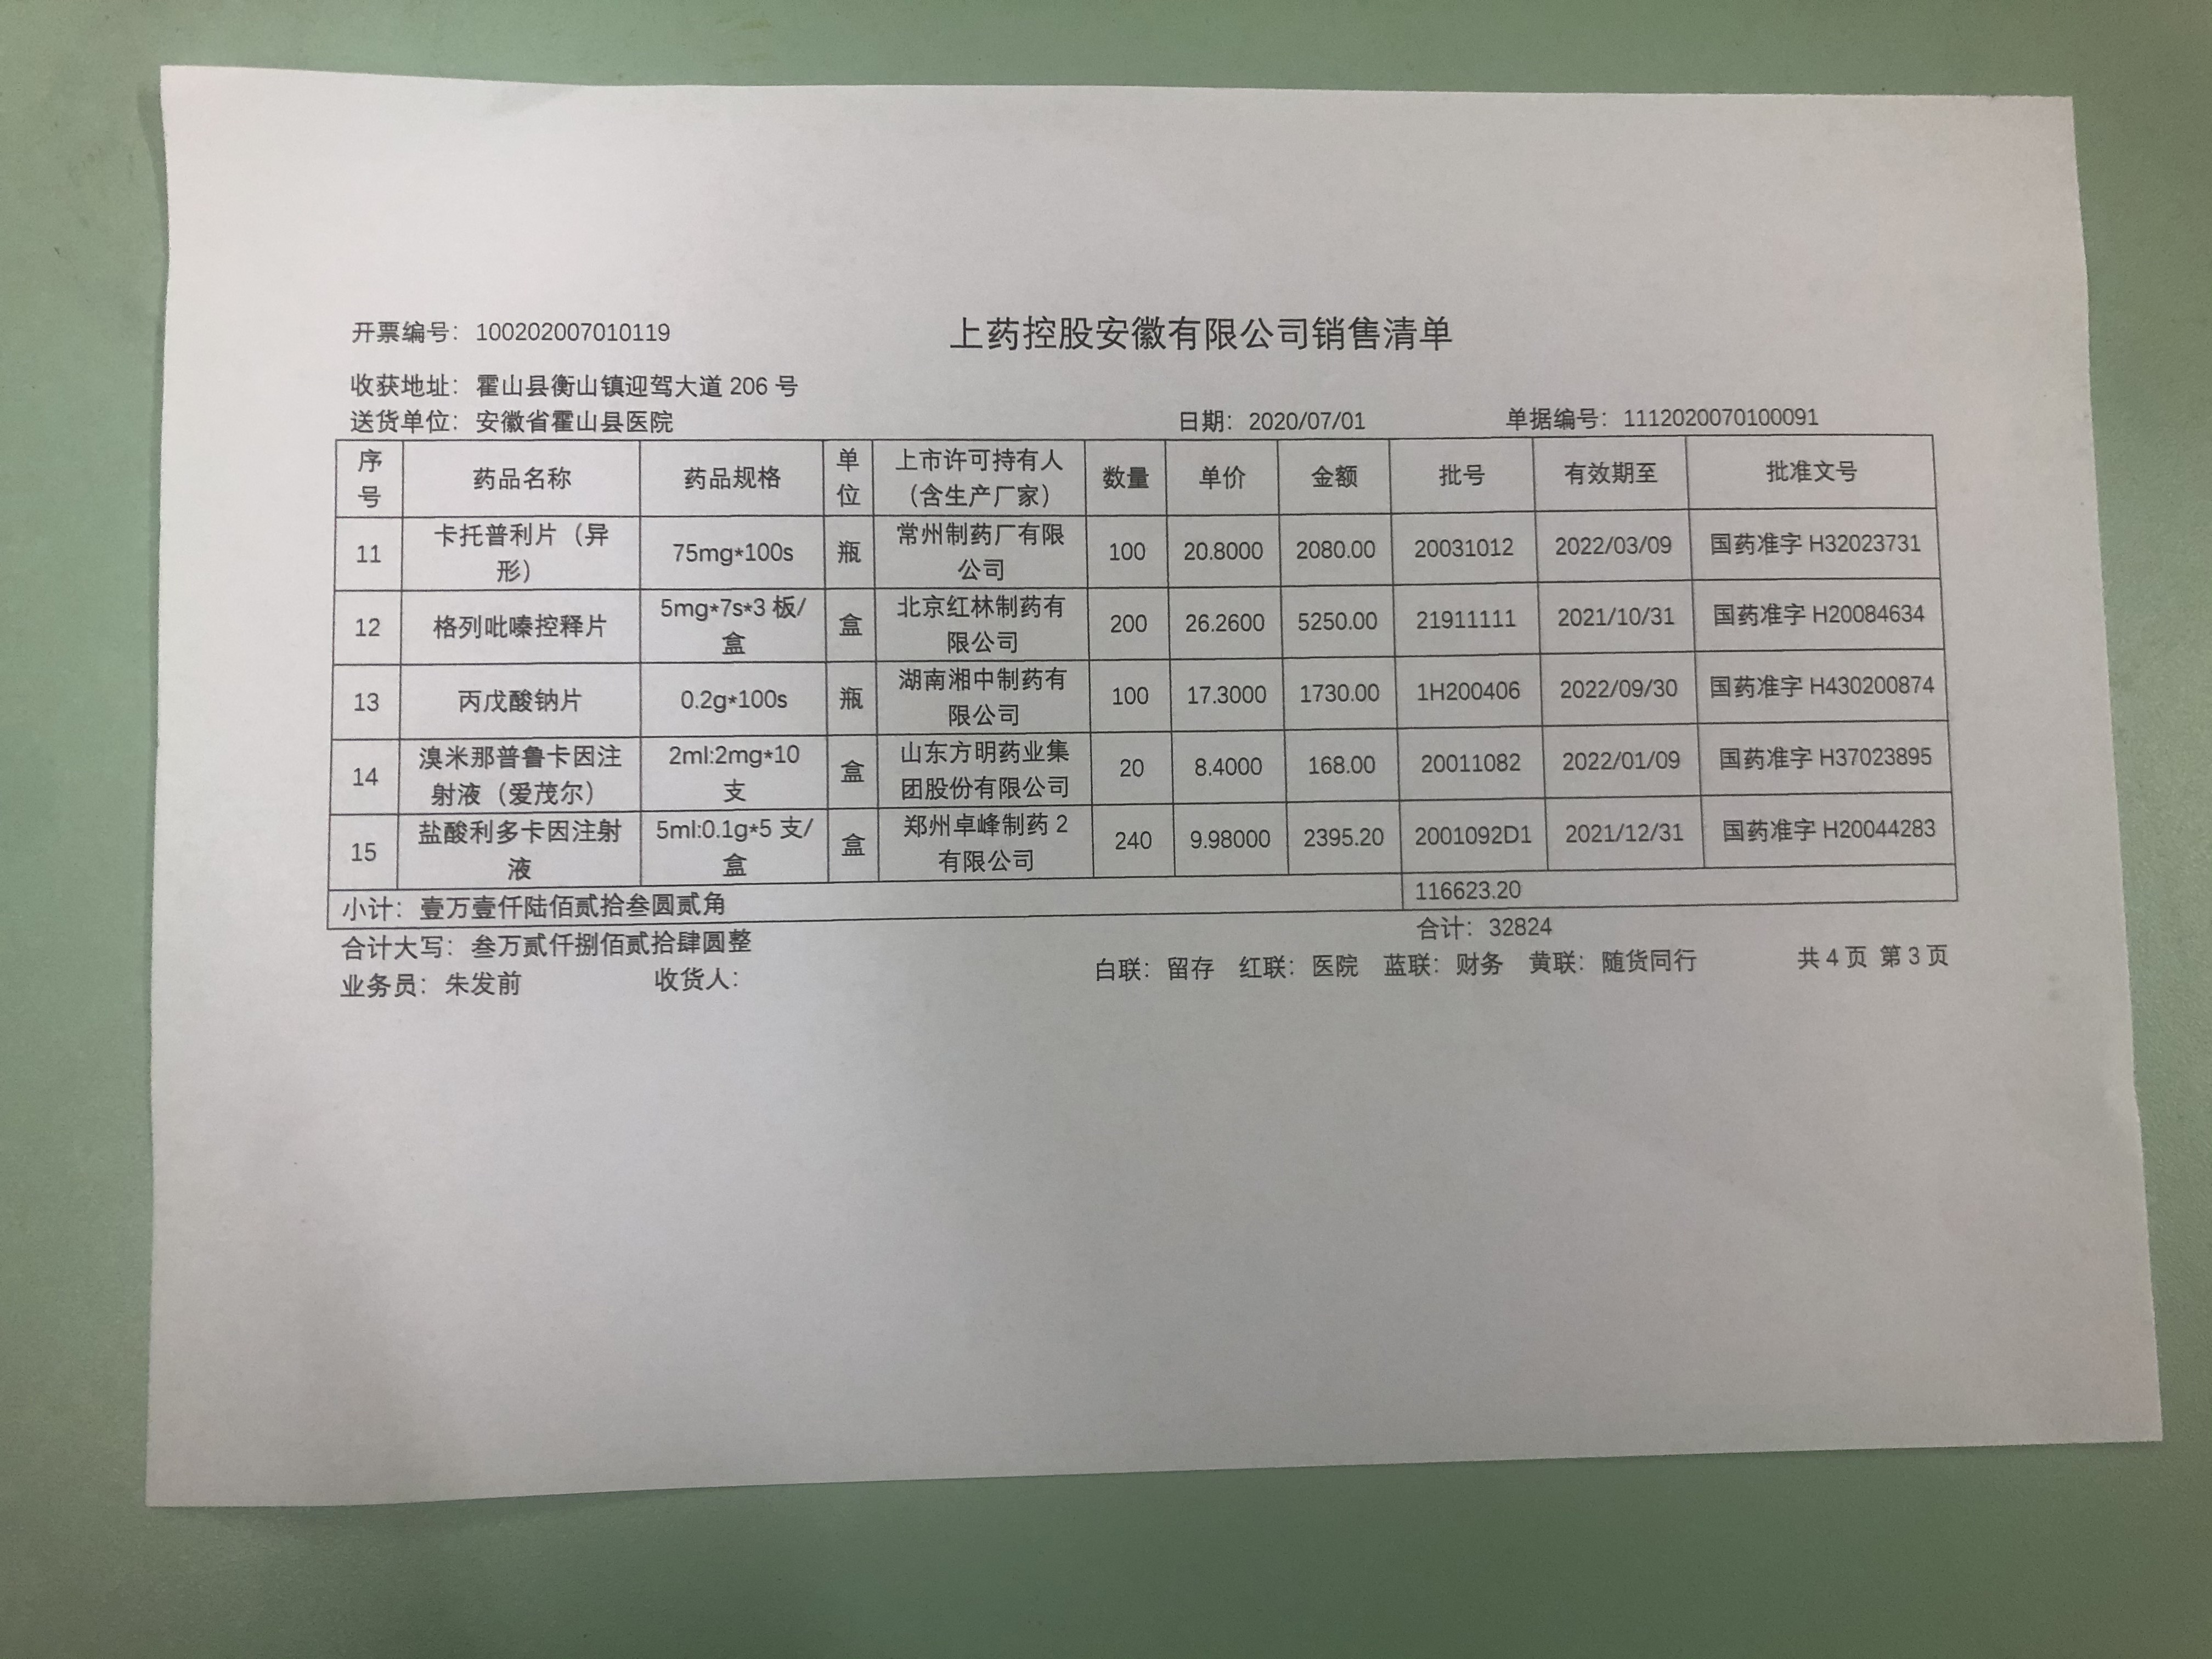 开票编号：100202007010119
上药控股安徽有限公司销售清单
收获地址：霍山县衡山镇迎驾大道 206 号
送货单位：安徽省霍山县医院 日期：2020/07/01 单据编号：1112020070100091
序号 药品名称 药品规格 单位 上市许可持有人（含生产厂家） 数量 单价 金额 批号 有效期至 批准文号
11 卡托普利片（异形） 75mg*100s 瓶 常州制药厂有限公司 100 20.8000 2080.00 20031012 2022/03/09 国药准字 H32023731
12 格列吡嗪控释片 5mg*7s*3 板/盒 盒 北京红林制药有限公司 200 26.2600 5250.00 21911111 2021/10/31 国药准字 H20084634
13 丙戊酸钠片 0.2g*100s 瓶 湖南湘中制药有限公司 100 17.3000 1730.00 1H200406 2022/09/30 国药准字 H430200874
14 溴米那普鲁卡因注射液（爱茂尔） 2ml:2mg*10支 盒 山东方明药业集团股份有限公司 20 8.4000 168.00 20011082 2022/01/09 国药准字 H37023895
15 盐酸利多卡因注射液 5ml:0.1g*5 支/盒 盒 郑州卓峰制药 2有限公司 240 9.98000 2395.20 2001092D1 2021/12/31 国药准字 H20044283
小计：壹万壹仟陆佰贰拾叁圆贰角 116623.20
合计大写：叁万贰仟捌佰贰拾肆圆整 合计：32824
业务员：朱发前 收货人： 白联：留存 红联：医院 蓝联：财务 黄联：随货同行 共 4 页 第 3 页